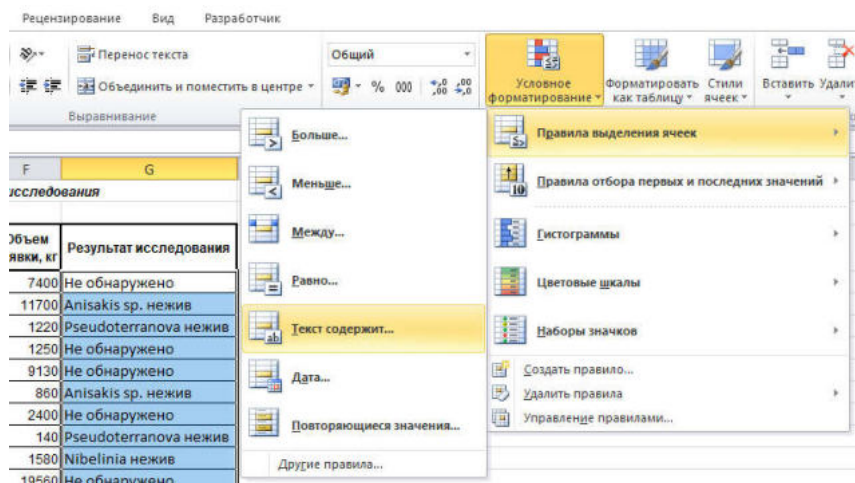 Рецензирование Вид Разработчик
Перенос текста
Общий
Объединить и поместить в центре
% 000
Условное форматирование
Форматировать как таблицу
Стили ячеек
Вставить
Выравнивание
Больше...
Меньше...
Между...
Равно...
Текст содержит...
Дата...
Повторяющиеся значения...
Другие правила...
Правила выделения ячеек
Правила отбора первых и последних значений
Гистограммы
Цветовые шкалы
Наборы значков
Создать правило...
Удалить правила
Управление правилами...
F G
исследования
Объем Результат исследования
кг
7400 Не обнаружено
11700 Anisakis sp. нежив
1220 Pseudoterranova нежив
1250 Не обнаружено
9130 Не обнаружено
860 Anisakis sp. нежив
2400 Не обнаружено
140 Pseudoterranova нежив
1580 Nibelinia нежив
19560 Не обнаружено